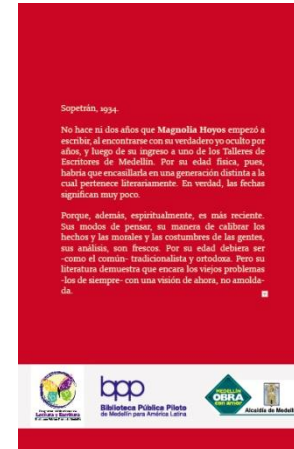 Sopetrán, 1934.
No hace ni dos años que Magnolia Hoyos empezó a
escribir, al encontrarse con su verdadero yo oculto por
años, y luego de su ingreso a uno de los Talleres de
Escritores de Medellín. Por su edad física, pues,
habría que encasillarla en una generación distinta a la
cual pertenece literariamente. En verdad, las fechas
significan muy poco.
Porque, además, espiritualmente, es más reciente.
Sus modos de pensar, su manera de calibrar los
hechos y las morales y las costumbres de las gentes,
sus análisis, son frescos. Por su edad debiera ser
-como el común- tradicionalista y ortodoxa. Pero su
literatura demuestra que encara los viejos problemas
-los de siempre- con una visión de ahora, no amolda-
da.
bpp
Biblioteca Pública Piloto
de Medellín para América Latina
Lectura y Escritura
MEDELLÍN
OBRA
con amor
Alcaldía de Medell